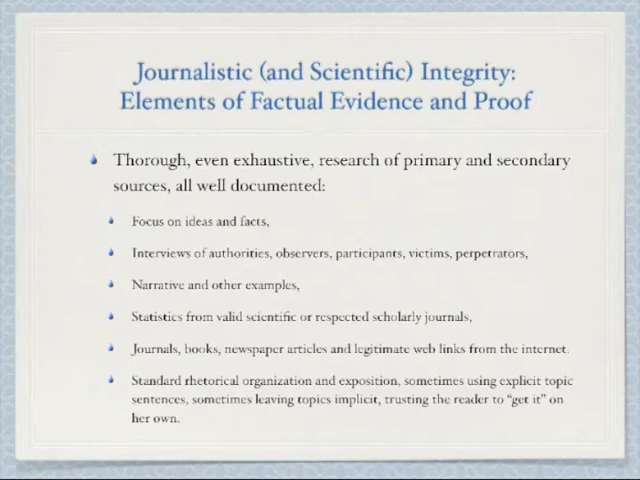 Journalistic (and Scientific) Integrity:
Elements of Factual Evidence and Proof
Thorough, even exhaustive, research of primary and secondary
sources, all well documented:
Focus on ideas and facts,
Interviews of authorities, observers, participants, victims, perpetrators,
Narrative and other examples,
Statistics from valid scientific or respected scholarly journals,
Journals, books, newspaper articles and legitimate web links from the internet.
Standard rhetorical organization and exposition, sometimes using explicit topic
sentences, sometimes leaving topics implicit, trusting the reader to “get it” on
her own.